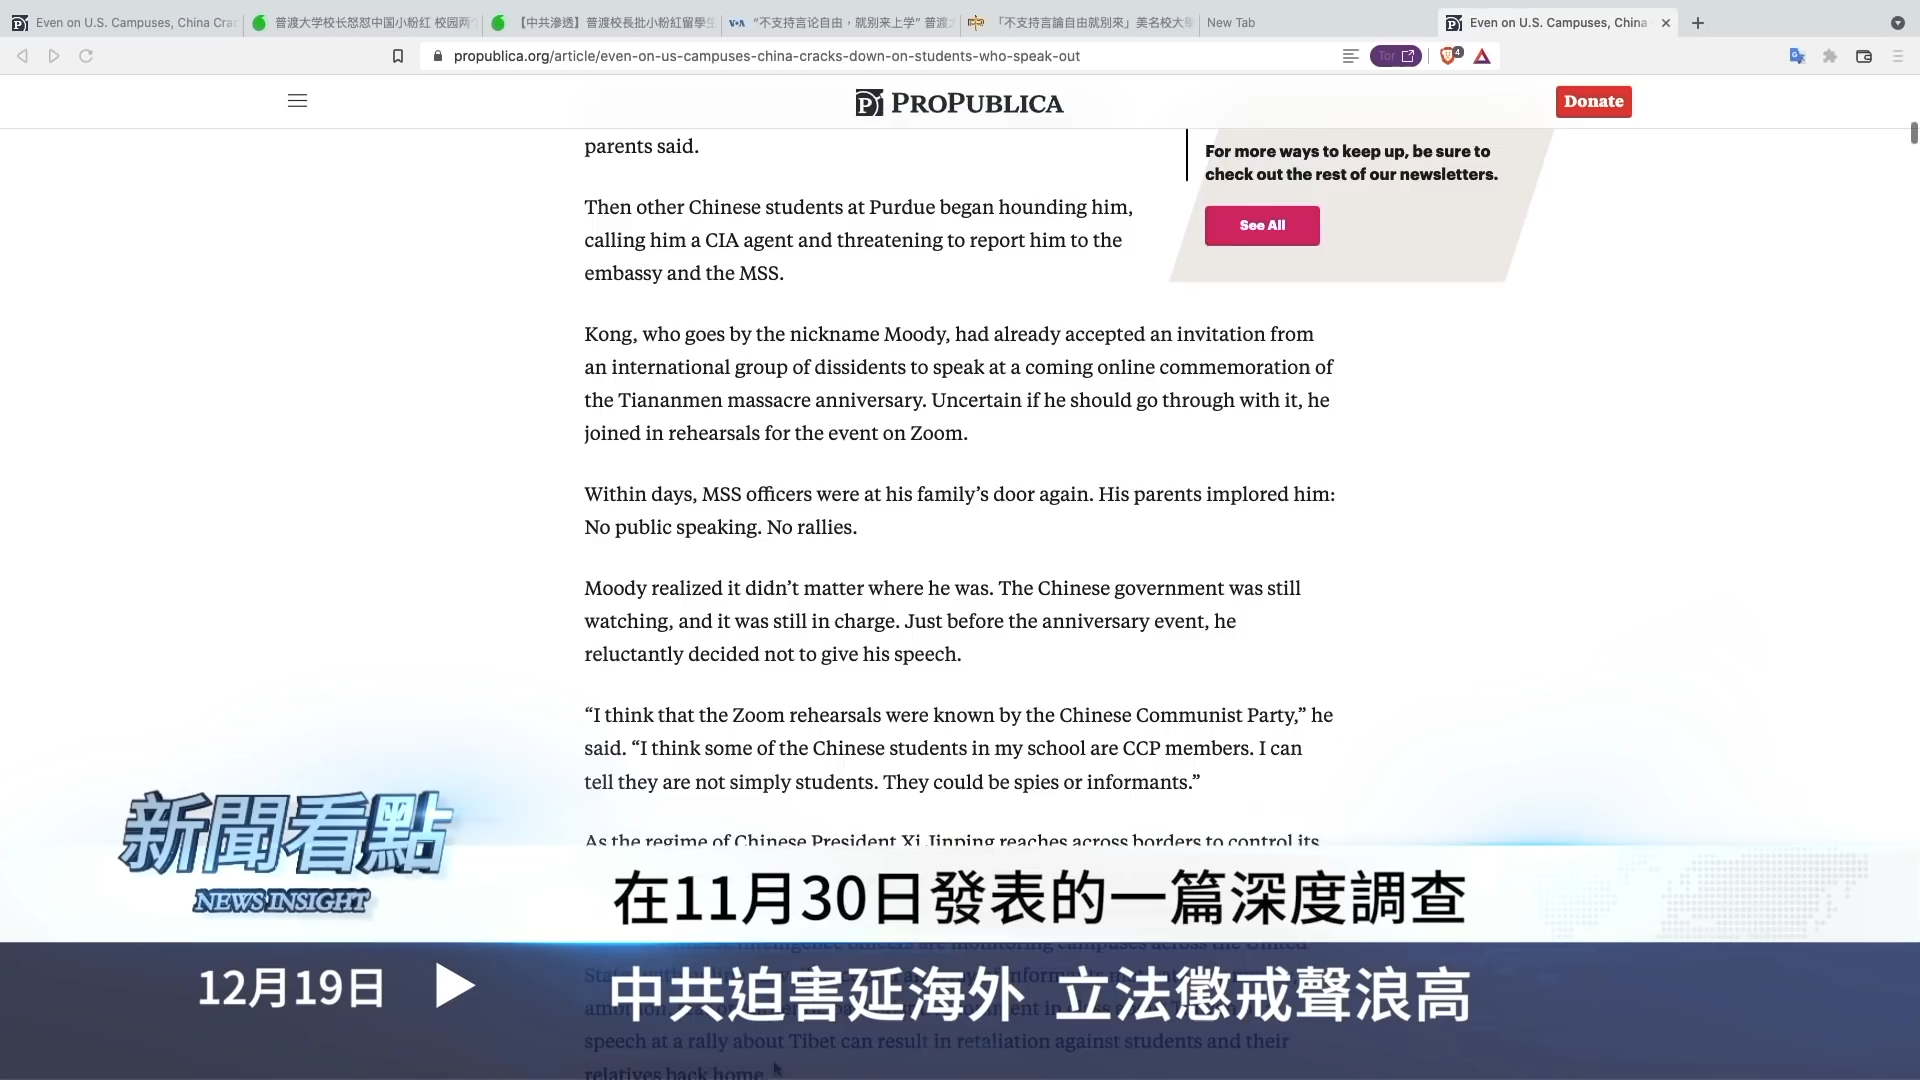 Even on U.S. Campuses, China Cra
普渡大学校长怒怼中国小粉红 校园两
【中共滲透】普渡校長批小粉紅留學生
VOA "不支持言论自由，就别来上学" 普渡
「不支持言論自由就別來」美名校大
New Tab
Even on U.S. Campuses, China
propublica.org/article/even-on-us-campuses-china-cracks-down-on-students-who-speak-out
Tor
4
PROPUBLICA
Donate
parents said.
For more ways to keep up, be sure to
check out the rest of our newsletters.
See All
Then other Chinese students at Purdue began hounding him,
calling him a CIA agent and threatening to report him to the
embassy and the MSS.
Kong, who goes by the nickname Moody, had already accepted an invitation from
an international group of dissidents to speak at a coming online commemoration of
the Tiananmen massacre anniversary. Uncertain if he should go through with it, he
joined in rehearsals for the event on Zoom.
Within days, MSS officers were at his family's door again. His parents implored him:
No public speaking. No rallies.
Moody realized it didn't matter where he was. The Chinese government was still
watching, and it was still in charge. Just before the anniversary event, he
reluctantly decided not to give his speech.
“I think that the Zoom rehearsals were known by the Chinese Communist Party,” he
said. “I think some of the Chinese students in my school are CCP members. I can
tell they are not simply students. They could be spies or informants.”
As the regime of Chinese President Xi Jinping reaches across borders to control its
新聞看點
NEWS INSIGHT
在11月30日發表的一篇深度調查
intelligence officers are monitoring campuses across the United
12月19日
中共迫害延海外 立法懲戒聲浪高
speech at a rally about Tibet can result in retaliation against students and their
relatives back home.